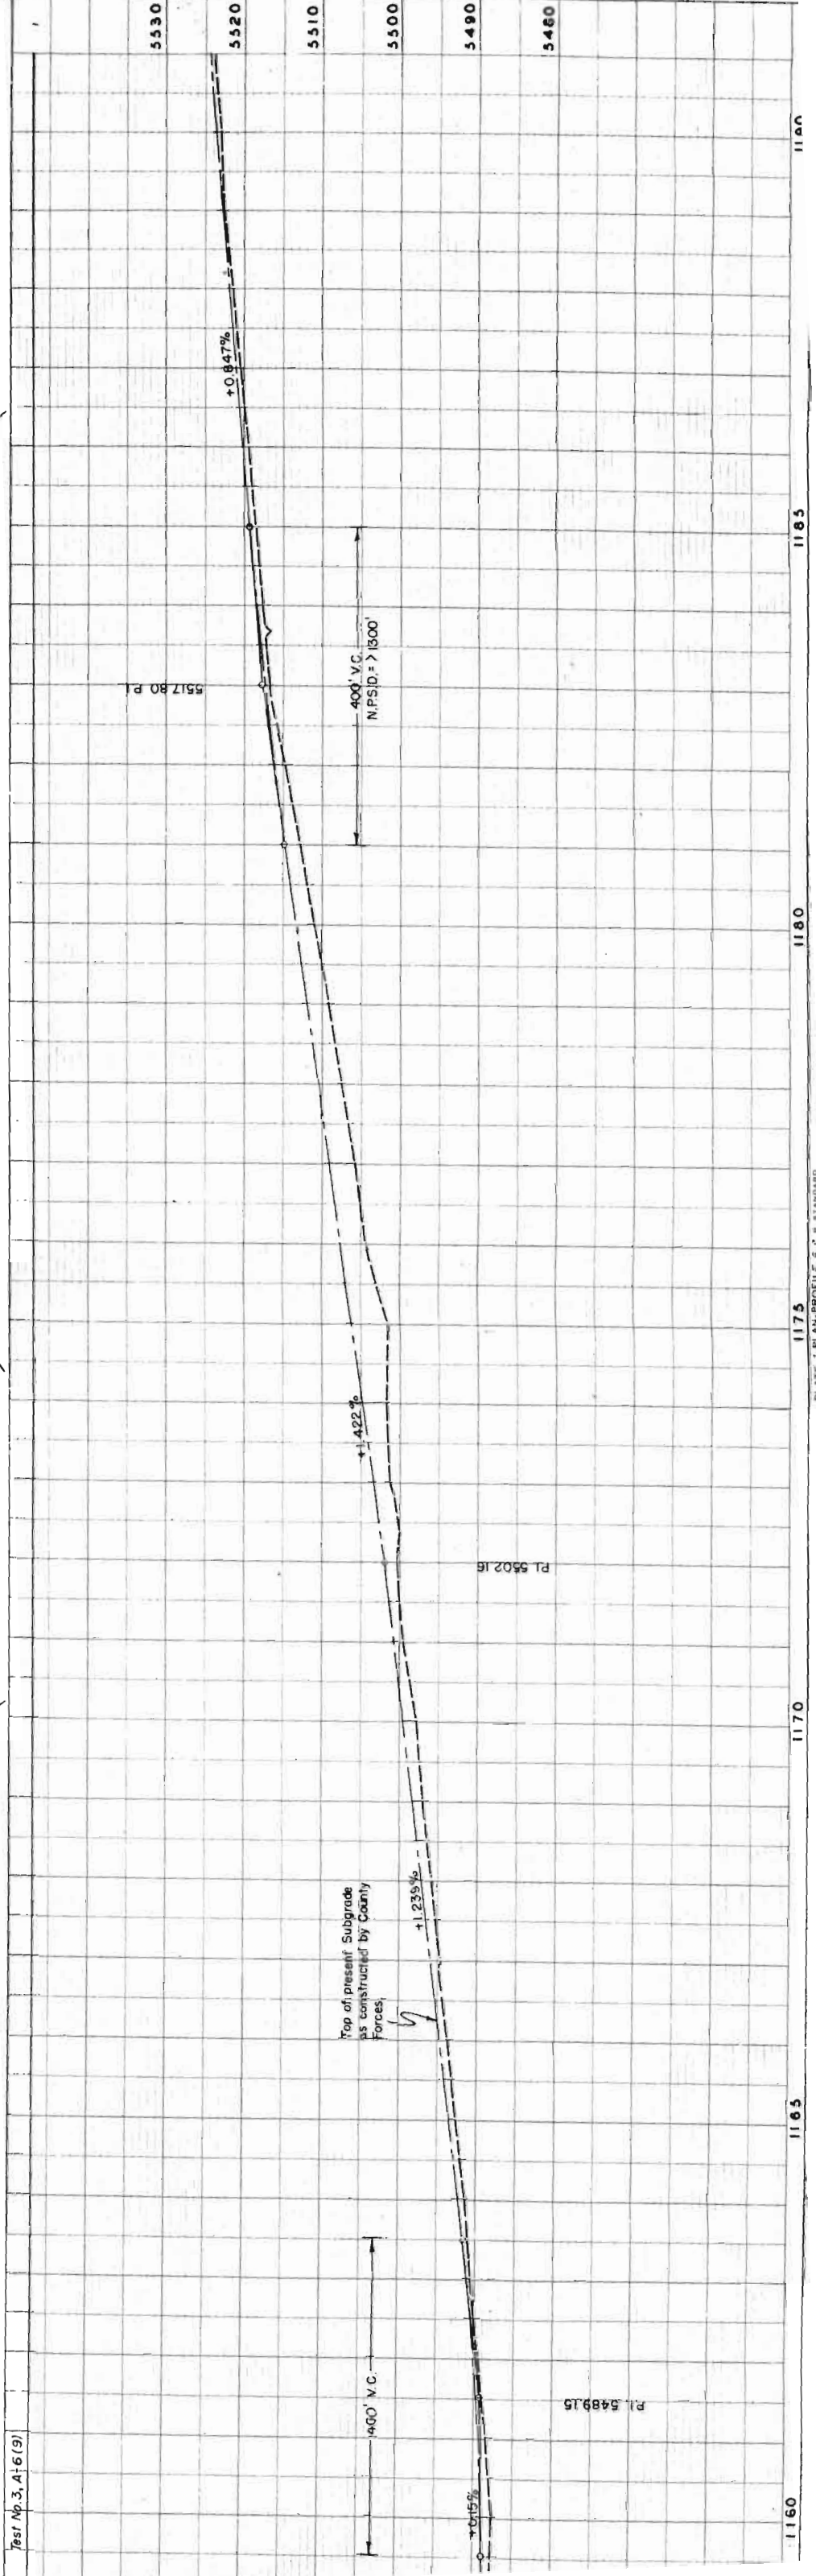 Test No.3, A-6(9)
5530
5520
5510
5500
5490
5480
+0.15%
400' V.C.
P.I. 5489.15
Top of present Subgrade
as constructed by County
Forces
+1.239%
P.I. 5502.16
+1.422%
400' V.C.
N.P.S.D. = > 1300'
5517.80 P.I.
+0.847%
1160
1165
1170
1175
1180
1185
1190